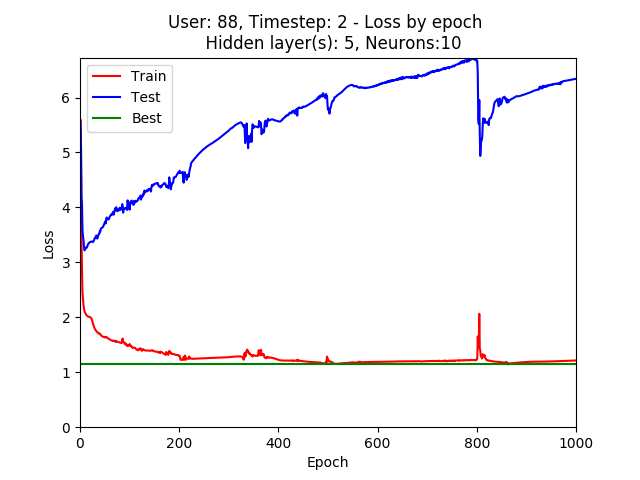 User: 88, Timestep: 2 - Loss by epoch
Hidden layer(s): 5, Neurons:10
Train
Test
Best
6
5
4
3
2
1
0
Loss
0 200 400 600 800 1000
Epoch